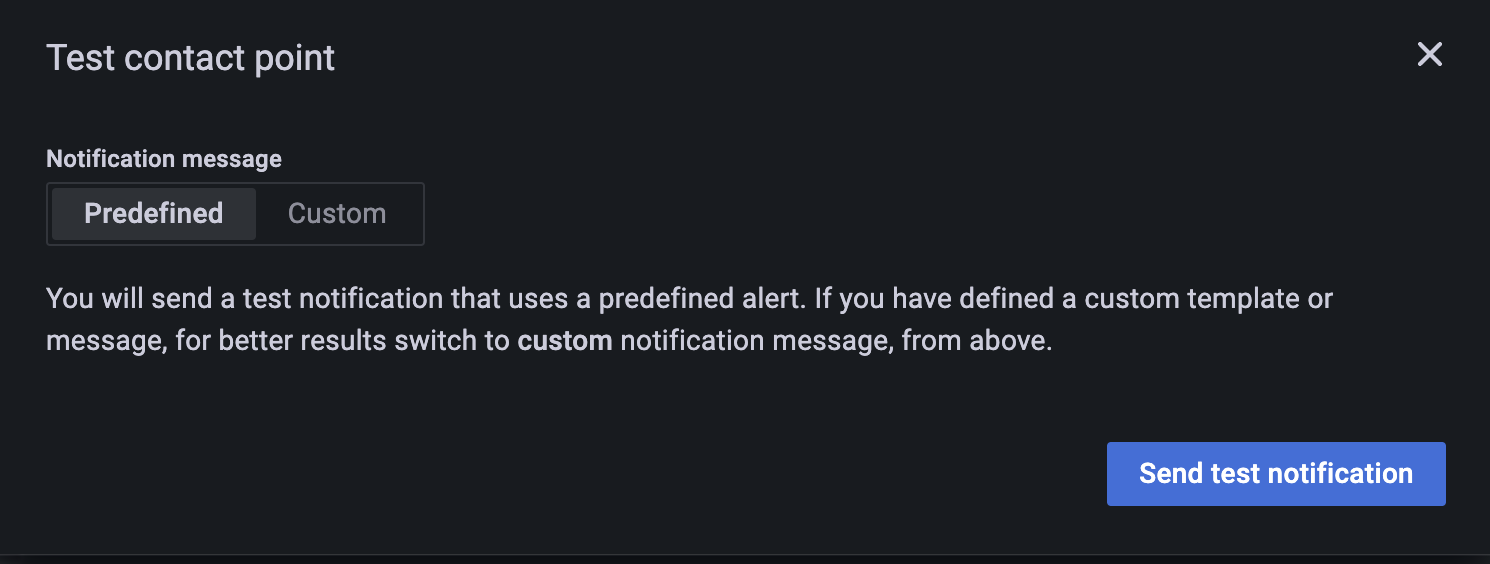 Test contact point
Notification message
Predefined Custom
You will send a test notification that uses a predefined alert. If you have defined a custom template or
message, for better results switch to custom notification message, from above.
Send test notification